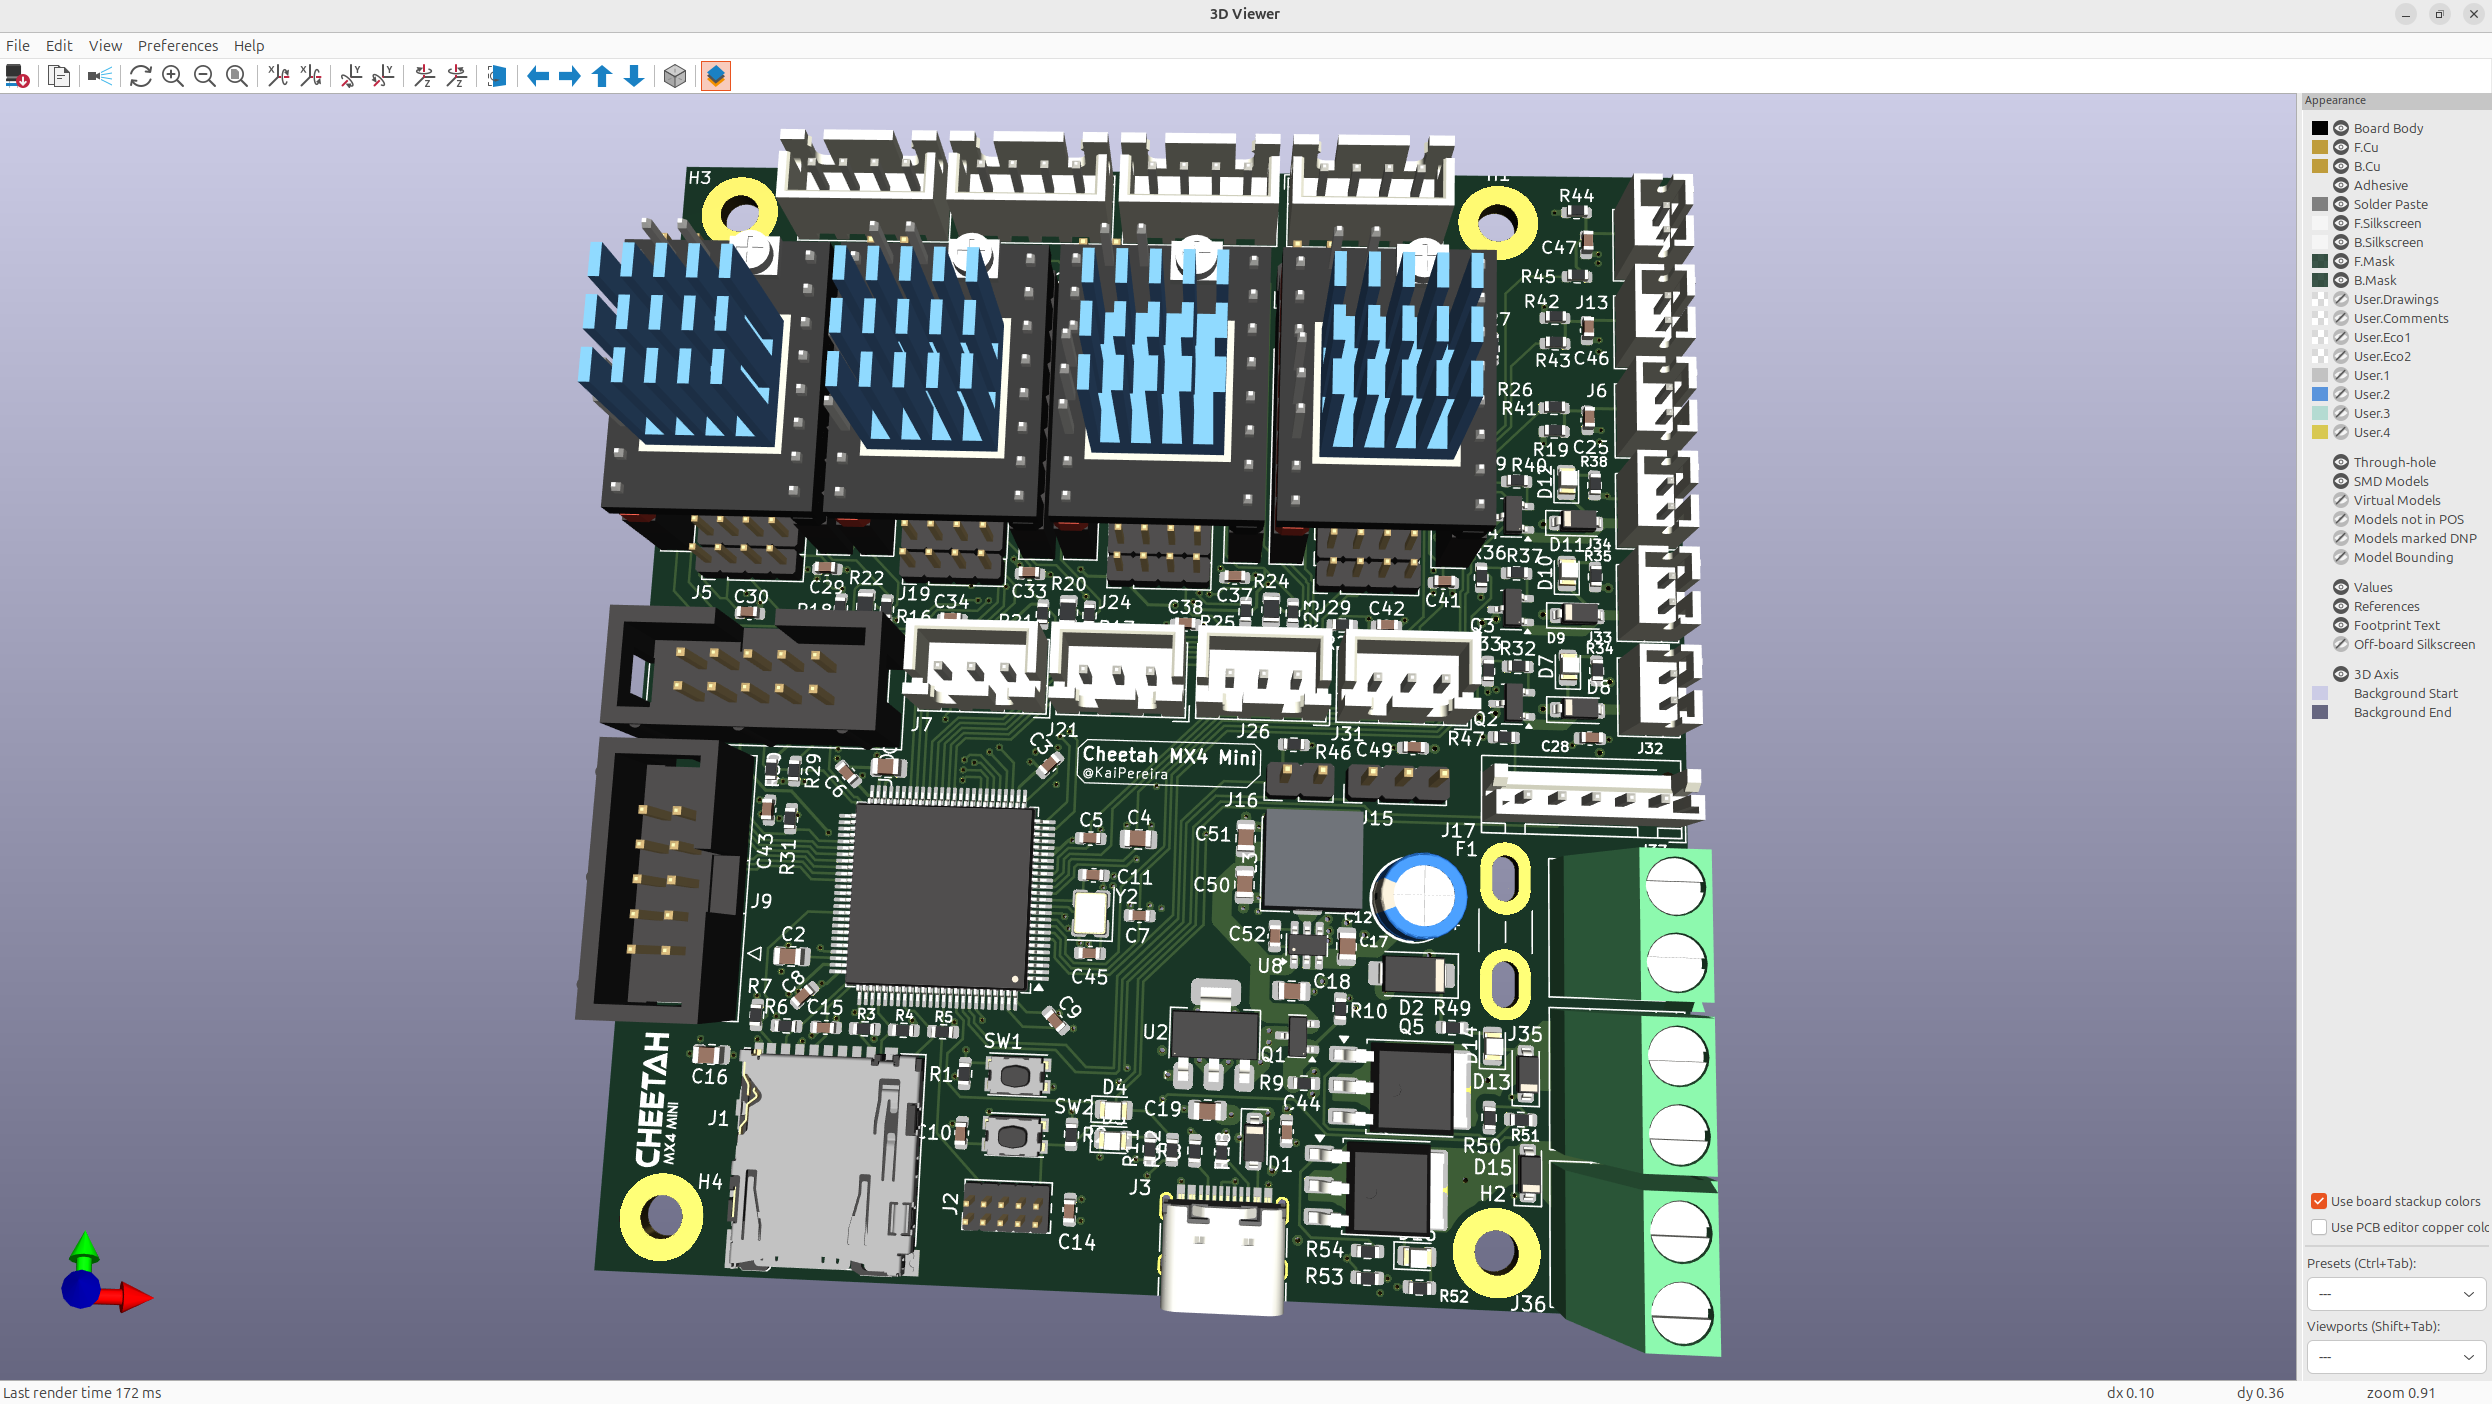 3D Viewer
File Edit View Preferences Help
Appearance
Board Body
F.Cu
B.Cu
Adhesive
Solder Paste
F.Silkscreen
B.Silkscreen
F.Mask
B.Mask
User.Drawings
User.Comments
User.Eco1
User.Eco2
User.1
User.2
User.3
User.4
Through-hole
SMD Models
Virtual Models
Models not in POS
Models marked DNP
Model Bounding
Values
References
Footprint Text
Off-board Silkscreen
3D Axis
Background Start
Background End
Use board stackup colors
Use PCB editor copper colo
Presets (Ctrl+Tab):
---
Viewports (Shift+Tab):
---
H3
R44
C47
R45
R42 J13
R43 C46
R26
J6
R41
R19 C25
R38
R40
D12
D11 J34
R37
R35
D10
J5
C30
C29
R22
J19
C34
C33
R20
J24
C38
C37
R24
J29
C42
C41
R16
R25
R23
Q3
R32
D9
J33
R34
D7
D8
Q2
J7
J21
J26
J31
R47
C28
J32
Cheetah MX4 Mini
@KaiPereira
R46
C49
J16
J15
J17
F1
C3
R29
C6
C43
R31
J9
C5
C4
C51
C50
C11
Y2
C7
C45
C52
C12
C17
U8
C18
C2
C8
R7
R6
C15
R3
R4
R5
C9
R10
D2
R49
Q5
U2
Q1
J35
D13
SW1
R1
R9
C44
C16
CHEETAH
MX4 MINI
J1
D4
SW2
C19
C10
R50
R51
D15
D1
H4
J2
J3
H2
C14
R54
R53
R52
J36
Last render time 172 ms
dx 0.10
dy 0.36
zoom 0.91